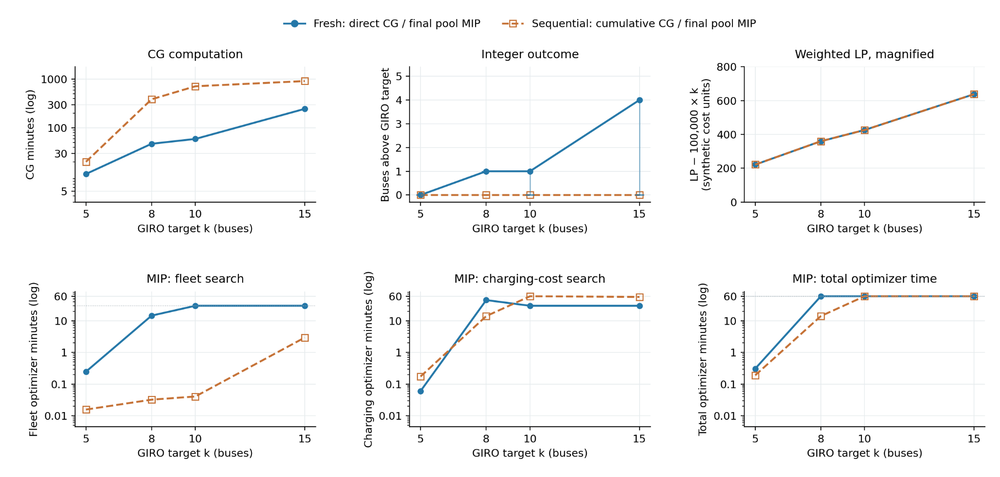 Fresh: direct CG / final pool MIP
Sequential: cumulative CG / final pool MIP
CG computation
CG minutes (log)
1000
300
100
30
5
5
8
10
15
GIRO target k (buses)
Integer outcome
Buses above GIRO target
5
4
3
2
1
0
5
8
10
15
GIRO target k (buses)
Weighted LP, magnified
LP − 100,000 × k
(synthetic cost units)
800
600
400
200
0
5
8
10
15
GIRO target k (buses)
MIP: fleet search
Fleet optimizer minutes (log)
60
10
1
0.1
0.01
5
8
10
15
GIRO target k (buses)
MIP: charging-cost search
Charging optimizer minutes (log)
60
10
1
0.1
0.01
5
8
10
15
GIRO target k (buses)
MIP: total optimizer time
Total optimizer minutes (log)
60
10
1
0.1
0.01
5
8
10
15
GIRO target k (buses)